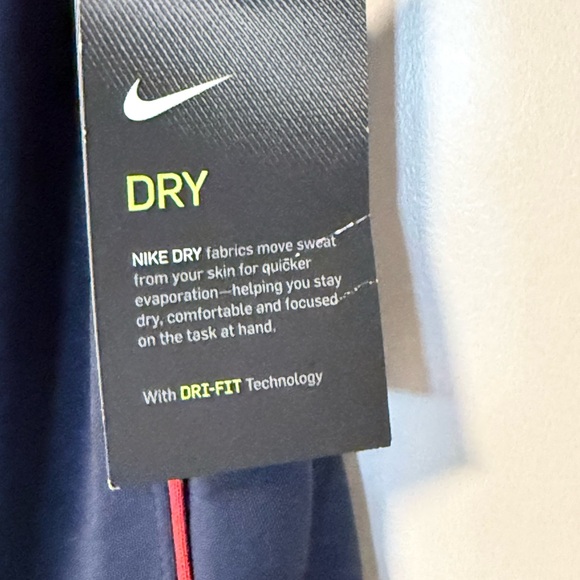 DRY
NIKE DRY fabrics move sweat
from your skin for quicker
evaporation—helping you stay
dry, comfortable and focused
on the task at hand.
With DRI-FIT Technology